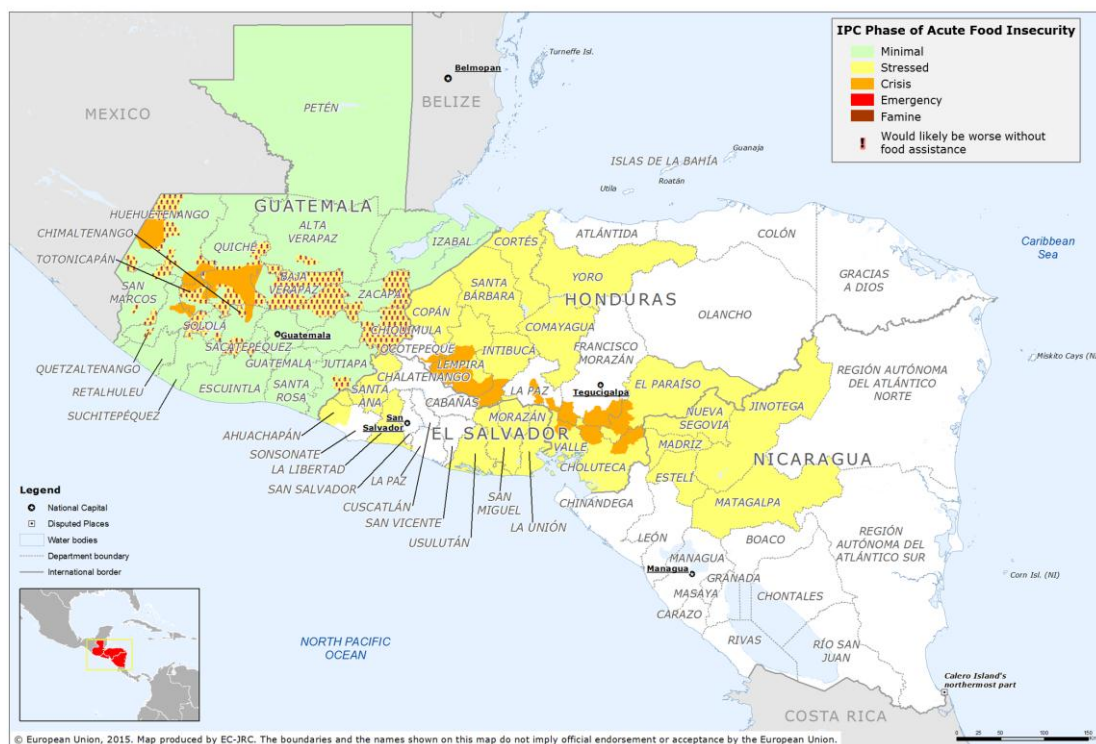 IPC Phase of Acute Food Insecurity
Minimal
Stressed
Crisis
Emergency
Famine
Would likely be worse without
food assistance
Turneffe Isl.
Belmopan
MEXICO
BELIZE
PETÉN
Guanaja
ISLAS DE LA BAHÍA
Roatán
Utila
HUEHUETENANGO
GUATEMALA
CHIMALTENANGO
ALTA
VERAPAZ
QUICHÉ
IZABAL
CORTÉS
ATLÁNTIDA
COLÓN
Caribbean
Sea
TOTONICAPÁN
BAJA
VERAPAZ
YORO
GRACIAS
A DIOS
SAN
MARCOS
ZACAPA
SANTA
BÁRBARA
HONDURAS
COPÁN
OLANCHO
SOLOLÁ
Guatemala
CHIQUIMULA
COMAYAGUA
SACATEPÉQUEZ
OCOTEPEQUE
INTIBUCÁ
FRANCISCO
MORAZÁN
QUETZALTENANGO
GUATEMALA
JUTIAPA
LEMPIRA
Miskito Cays (NI
RETALHULEU
ESCUINTLA
SANTA
ROSA
CHALATENANGO
REGIÓN AUTÓNOMA
DEL ATLÁNTICO
NORTE
SUCHITEPÉQUEZ
SANTA
ANA
CABAÑAS
LA PAZ
Tegucigalpa
EL PARAÍSO
JINOTEGA
San
Salvador
MORAZÁN
NUEVA
SEGOVIA
AHUACHAPÁN
EL SALVADOR
SONSONATE
VALLE
MADRIZ
NICARAGUA
LA LIBERTAD
CHOLUTECA
SAN SALVADOR
LA PAZ
ESTELÍ
CUSCATLÁN
SAN
MIGUEL
CHINANDEGA
MATAGALPA
SAN VICENTE
LA UNIÓN
USULUTÁN
LEÓN
BOACO
REGIÓN
AUTÓNOMA DEL
ATLÁNTICO SUR
MANAGUA
Managua
GRANADA
Corn Isl. (NI)
MASAYA
CHONTALES
CARAZO
RIVAS
RÍO SAN
JUAN
Legend
National Capital
Disputed Places
Water bodies
Department boundary
International border
NORTH PACIFIC
OCEAN
Calero Island's
northermost part
COSTA RICA
© European Union, 2015. Map produced by EC-JRC. The boundaries and the names shown on this map do not imply official endorsement or acceptance by the European Union.